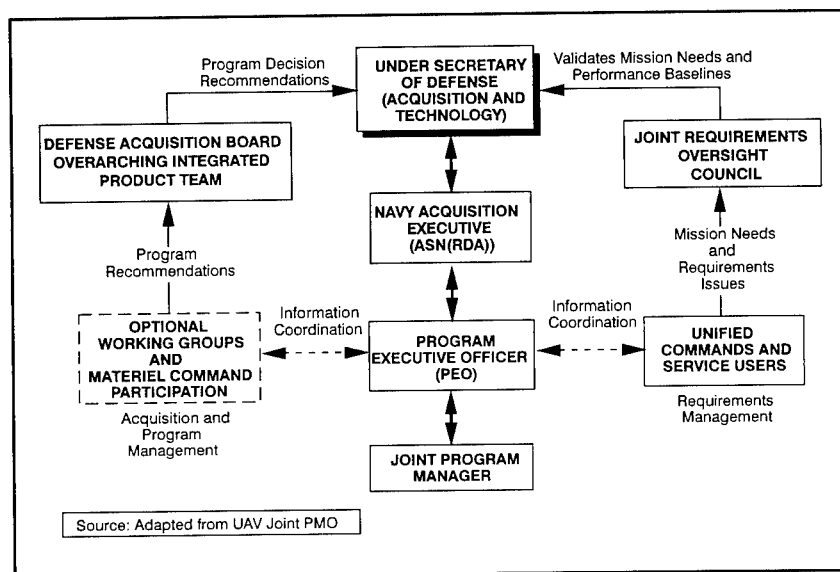 Program Decision
Recommendations
UNDER SECRETARY
OF DEFENSE
(ACQUISITION AND
TECHNOLOGY)
Validates Mission Needs and
Performance Baselines
DEFENSE ACQUISITION BOARD
OVERARCHING INTEGRATED
PRODUCT TEAM
JOINT REQUIREMENTS
OVERSIGHT
COUNCIL
NAVY ACQUISITION
EXECUTIVE
(ASN(RDA))
Program
Recommendations
Mission Needs
and
Requirements
Issues
OPTIONAL
WORKING GROUPS
AND
MATERIEL COMMAND
PARTICIPATION
Information
Coordination
PROGRAM
EXECUTIVE OFFICER
(PEO)
Information
Coordination
UNIFIED
COMMANDS AND
SERVICE USERS
Acquisition and
Program
Management
Requirements
Management
JOINT PROGRAM
MANAGER
Source: Adapted from UAV Joint PMO